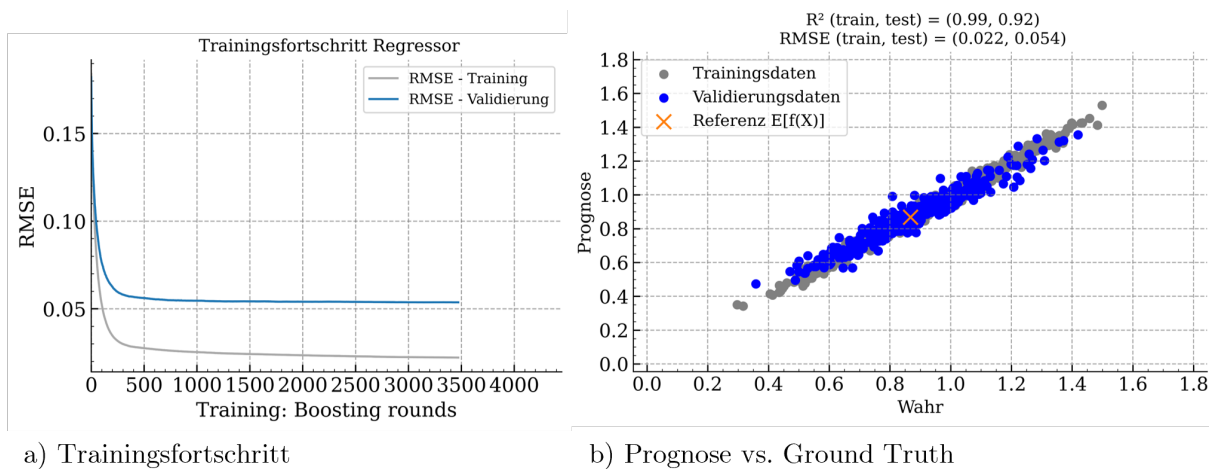 Trainingsfortschritt Regressor
RMSE - Training
RMSE - Validierung
0.15
0.10
0.05
RMSE
0 500 1000 1500 2000 2500 3000 3500 4000
Training: Boosting rounds
a) Trainingsfortschritt
R² (train, test) = (0.99, 0.92)
RMSE (train, test) = (0.022, 0.054)
Trainingsdaten
Validierungsdaten
Referenz E[f(X)]
1.8
1.6
1.4
1.2
1.0
0.8
0.6
0.4
0.2
0.0
Prognose
0.0 0.2 0.4 0.6 0.8 1.0 1.2 1.4 1.6 1.8
Wahr
b) Prognose vs. Ground Truth